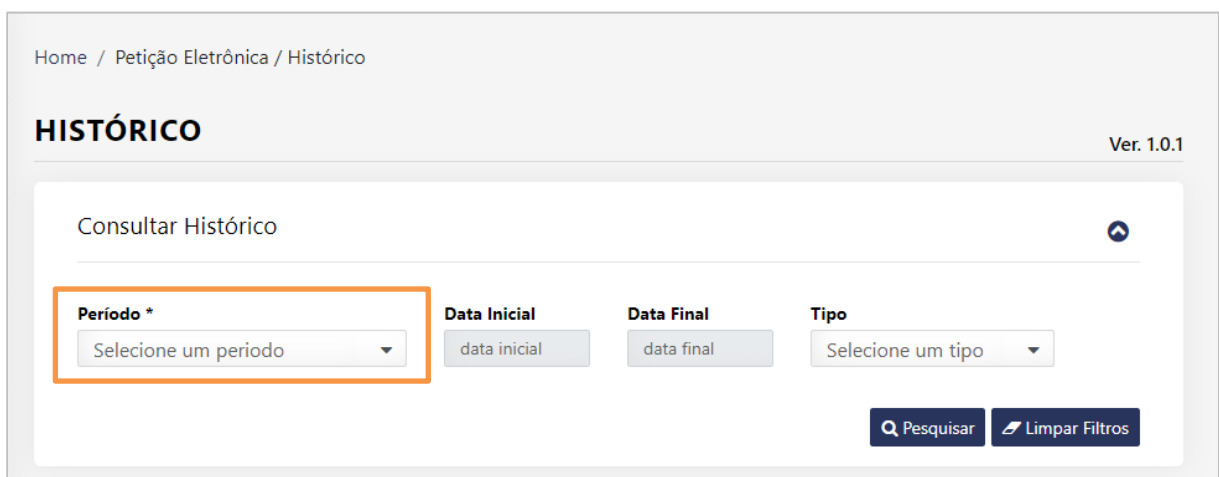 Home / Petição Eletrônica / Histórico
HISTÓRICO
Ver. 1.0.1
Consultar Histórico
Período * Data Inicial Data Final Tipo
Selecione um periodo data inicial data final Selecione um tipo
Pesquisar Limpar Filtros